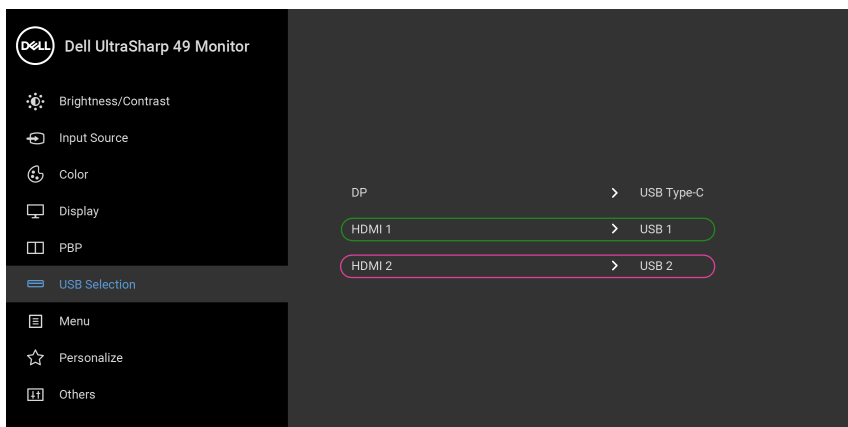 DELL
Dell UltraSharp 49 Monitor
Brightness/Contrast
Input Source
Color
Display
PBP
USB Selection
Menu
Personalize
Others
DP USB Type-C
HDMI 1 USB 1
HDMI 2 USB 2